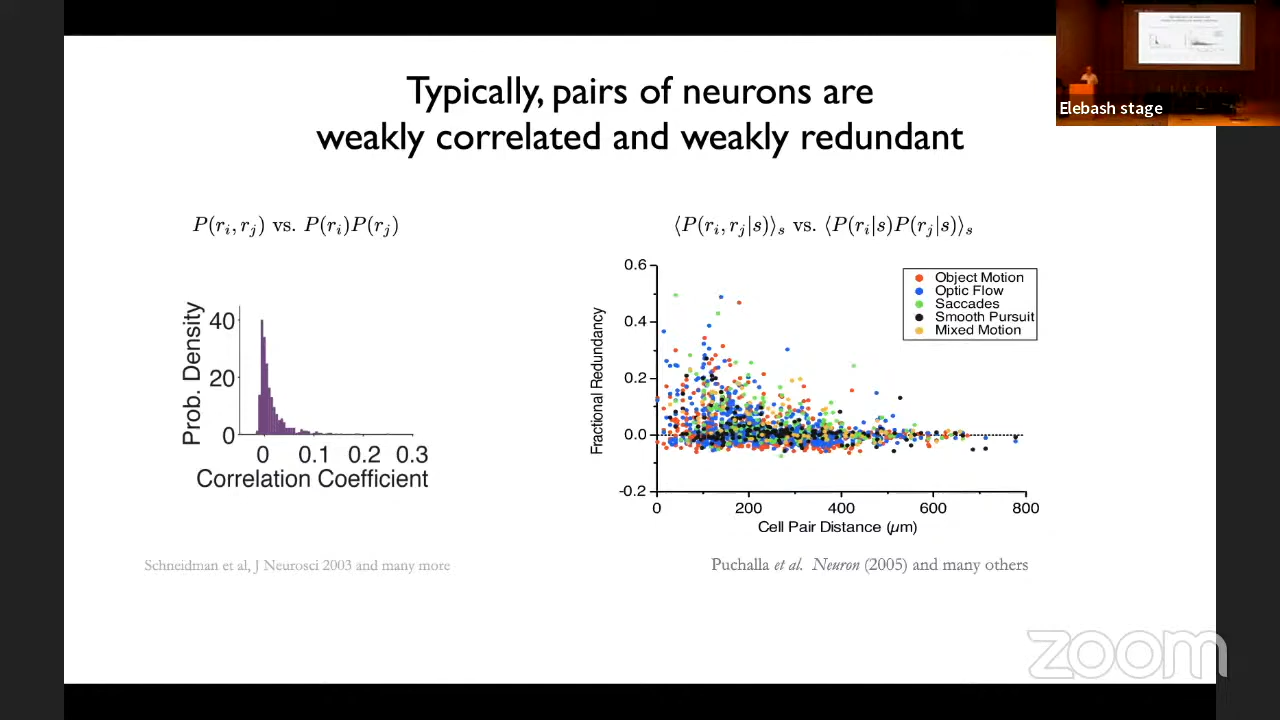 Typically, pairs of neurons are
weakly correlated and weakly redundant
Elebash stage
P(r_i, r_j) vs. P(r_i)P(r_j)
⟨P(r_i, r_j|s)⟩_s vs. ⟨P(r_i|s)P(r_j|s)⟩_s
Prob. Density
40
20
0
0 0.1 0.2 0.3
Correlation Coefficient
Schneidman et al, J Neurosci 2003 and many more
Fractional Redundancy
0.6
0.4
0.2
0.0
-0.2
0 200 400 600 800
Cell Pair Distance (µm)
Object Motion
Optic Flow
Saccades
Smooth Pursuit
Mixed Motion
Puchalla et al. Neuron (2005) and many others
zoom